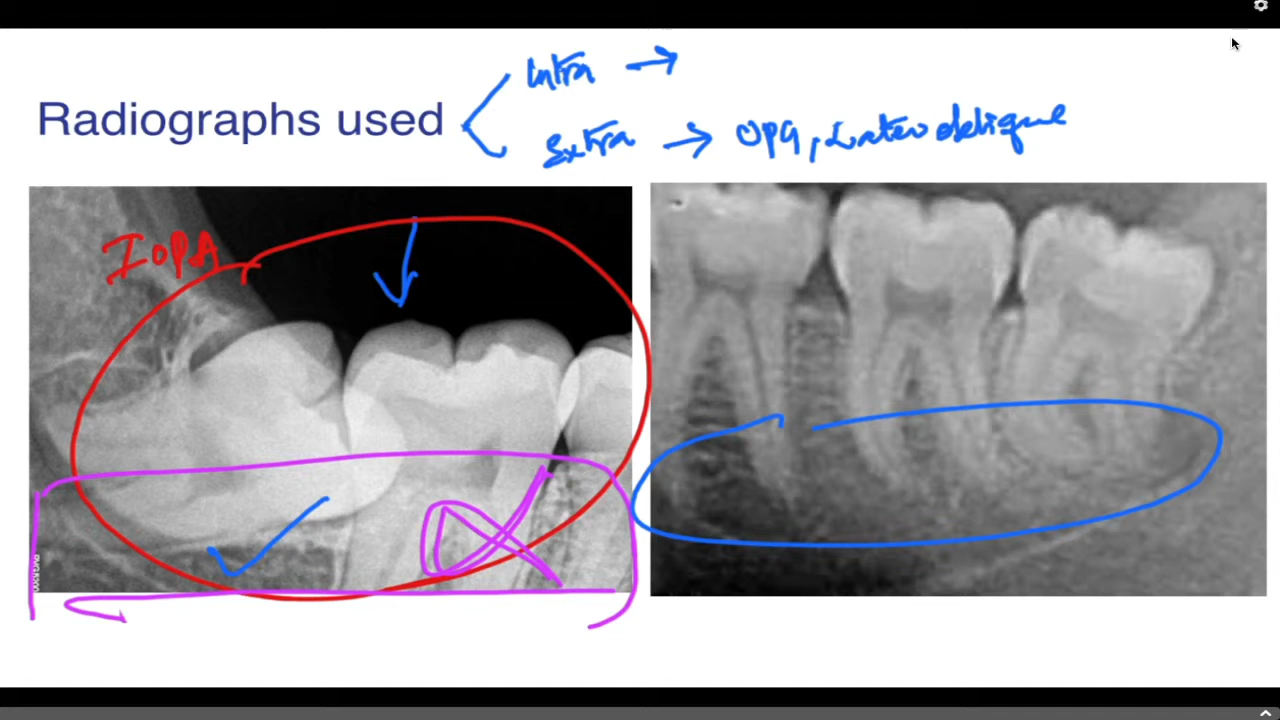 Intra →
Radiographs used
Extra → OPG, Lateral oblique
IOPA